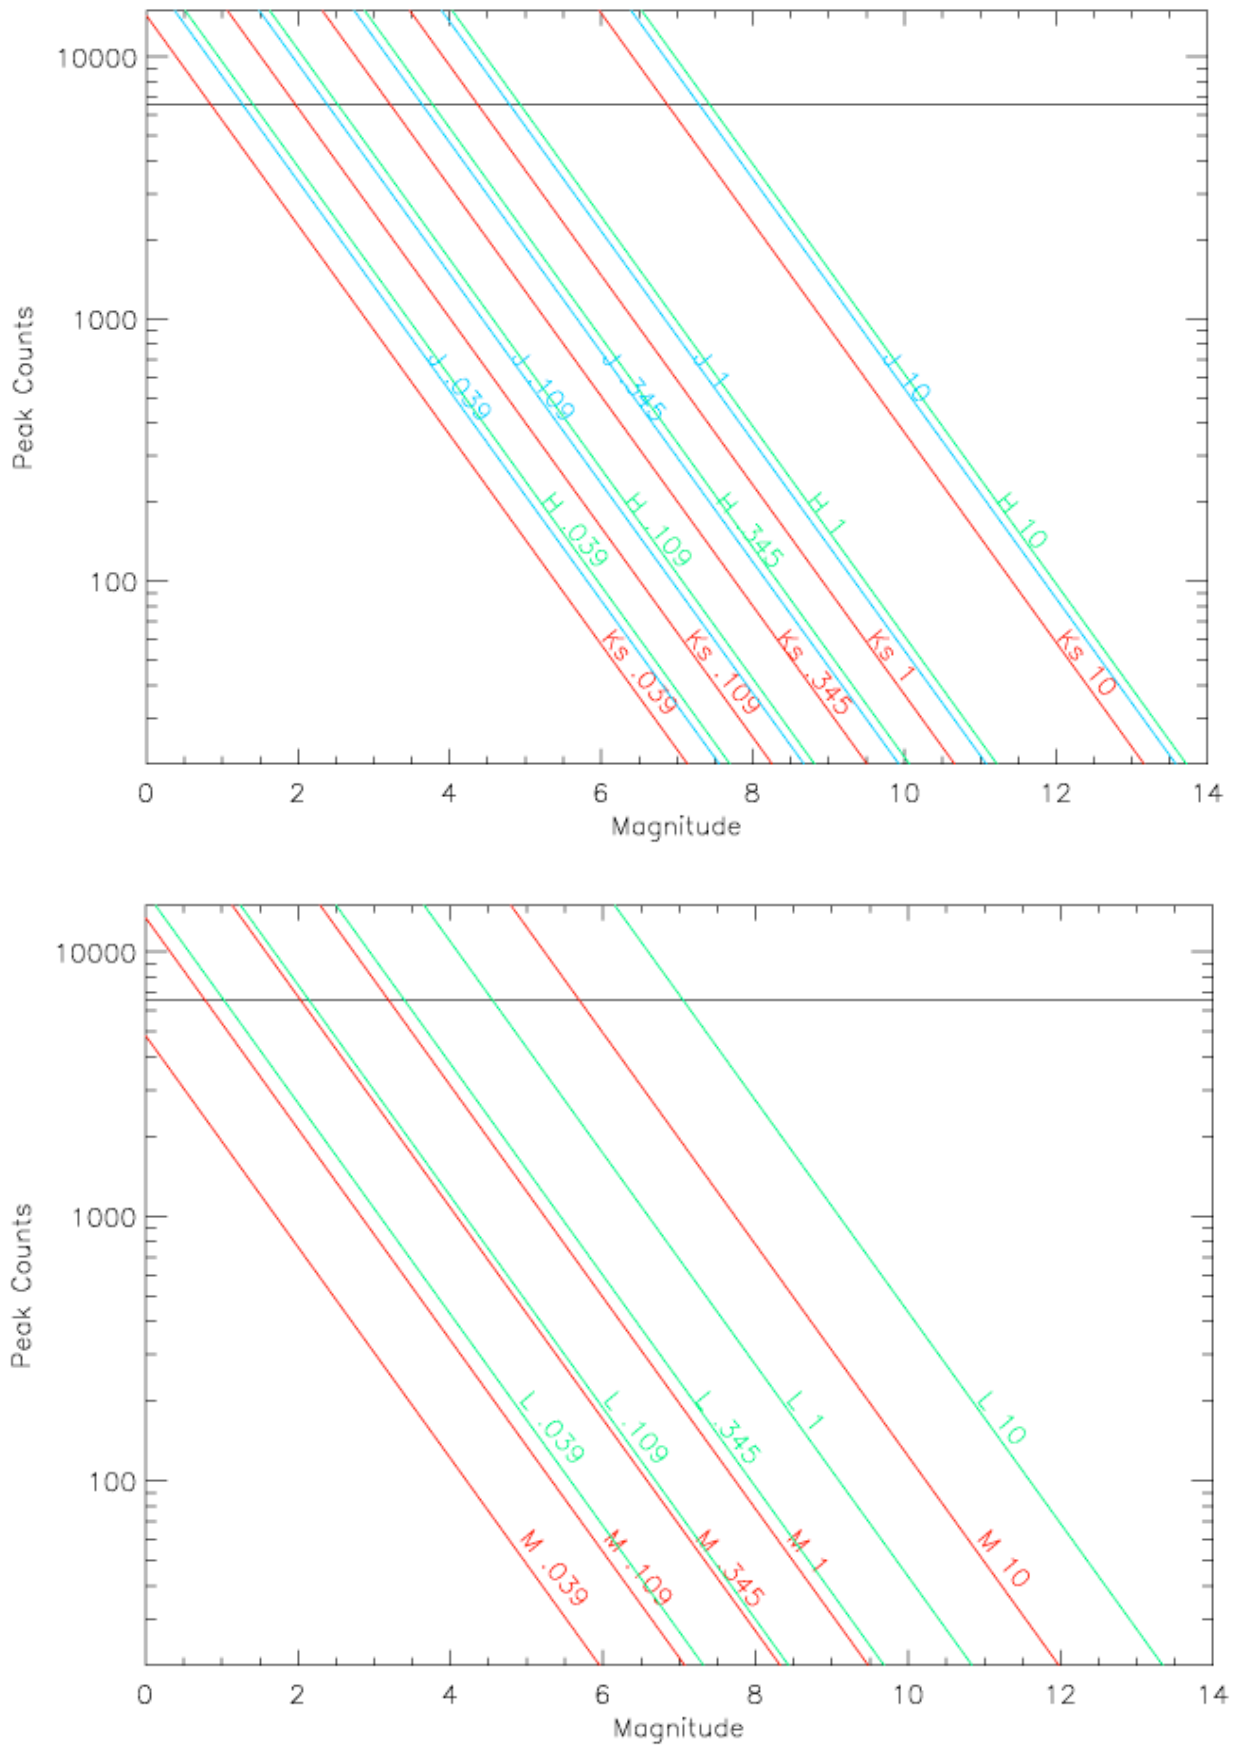 10000
1000
100
Peak Counts
J .039
J .109
J .345
J 1
J 10
H .039
H .109
H .345
H 1
H 10
Ks .039
Ks .109
Ks .345
Ks 1
Ks 10
0 2 4 6 8 10 12 14
Magnitude
10000
1000
100
Peak Counts
L .039
L .109
L .345
L 1
L 10
M .039
M .109
M .345
M 1
M 10
0 2 4 6 8 10 12 14
Magnitude